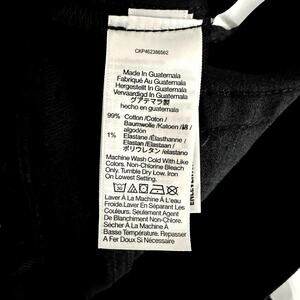 CKP462386562
Made In Guatemala
Fabriqué Au Guatemala
Hergestellt In Guatemala
Vervaardigd In Guatemala
グアテマラ製
hecho en guatemala
99% Cotton /Coton /
Baumwolle /Katoen /綿 /
algodón
1% Elastane /Élasthanne /
Elastan /Elastaan /
ポリウレタン /elastano
Machine Wash Cold With Like
Colors. Non-Chlorine Bleach
Only. Tumble Dry Low. Iron
On Lowest Setting.
Laver À La Machine À L'eau
Froide. Laver Séparément Les
Couleurs. Seulement Agent
De Blanchiment Non-Chlore.
Sécher À La Machine À
Basse Température. Repasser
À Fer Doux Si Nécessaire